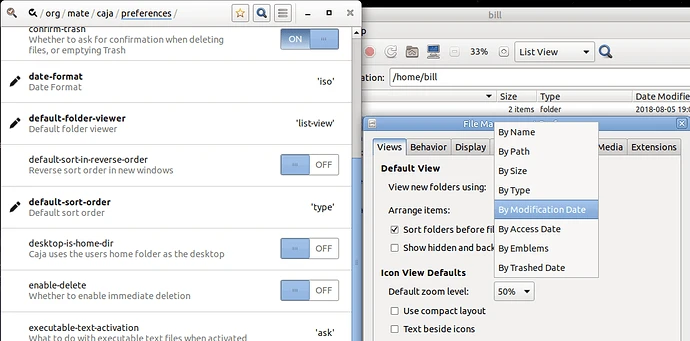 / org / mate / caja / preferences /
confirm-trash
Whether to ask for confirmation when deleting
files, or emptying Trash
ON
date-format
Date Format
'iso'
default-folder-viewer
Default folder viewer
'list-view'
default-sort-in-reverse-order
Reverse sort order in new windows
OFF
default-sort-order
Default sort order
'type'
desktop-is-home-dir
Caja uses the users home folder as the desktop
OFF
enable-delete
Whether to enable immediate deletion
OFF
executable-text-activation
What to do with executable text files when activated
'ask'
bill
33%
List View
ation:
/home/bill
Size
Type
Date Modified
2 items
folder
2018-08-05 19:0
File Ma
Views
Behavior
Display
Media
Extensions
Default View
View new folders using:
Arrange items:
Sort folders before fil
Show hidden and back
By Name
By Path
By Size
By Type
By Modification Date
By Access Date
By Emblems
By Trashed Date
Icon View Defaults
Default zoom level:
50%
Use compact layout
Text beside icons